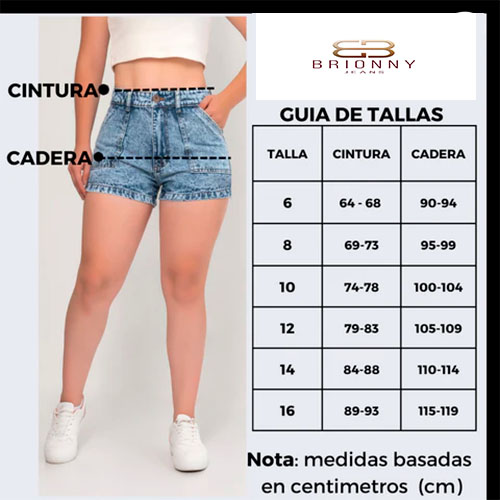 BRIONNY
JEANS
CINTURA
CADERA
GUIA DE TALLAS
TALLA CINTURA CADERA
6 64 - 68 90-94
8 69-73 95-99
10 74-78 100-104
12 79-83 105-109
14 84-88 110-114
16 89-93 115-119
Nota: medidas basadas
en centimetros (cm)